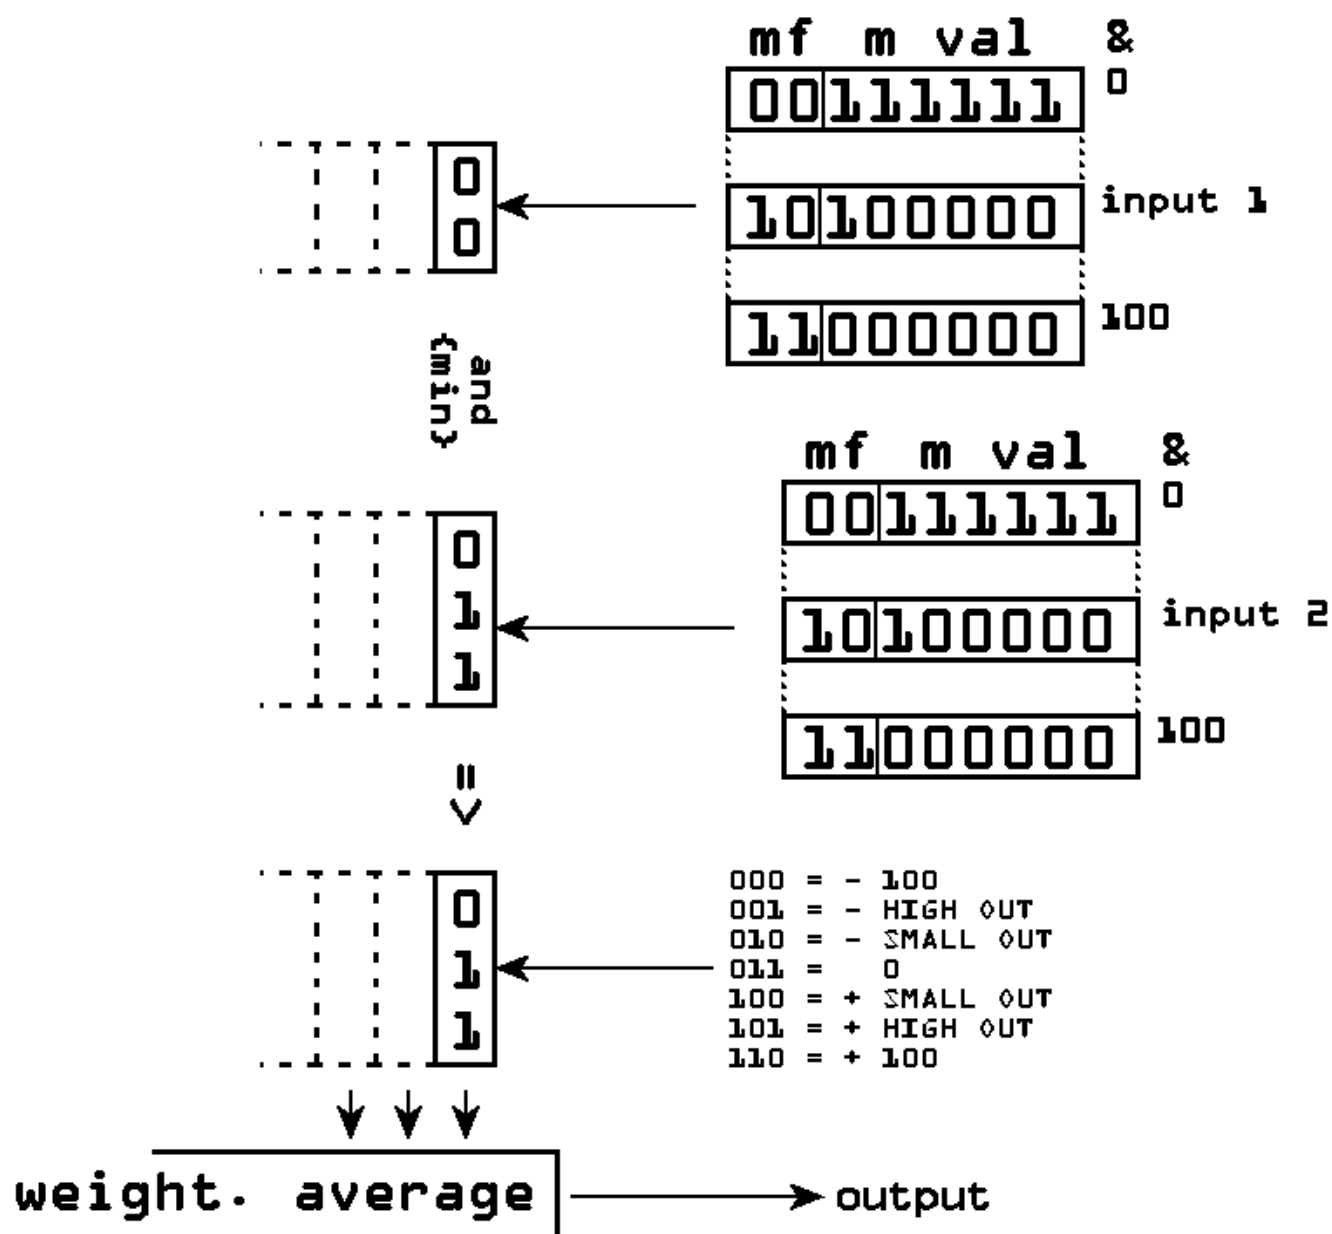 mf m val &
00111111 0
0
0
10100000 input 1
11000000 100
and
{min}
mf m val &
00111111 0
0
1
1
10100000 input 2
11000000 100
=>
0
1
1
000 = - 100
001 = - HIGH OUT
010 = - SMALL OUT
011 = 0
100 = + SMALL OUT
101 = + HIGH OUT
110 = + 100
weight. average
output